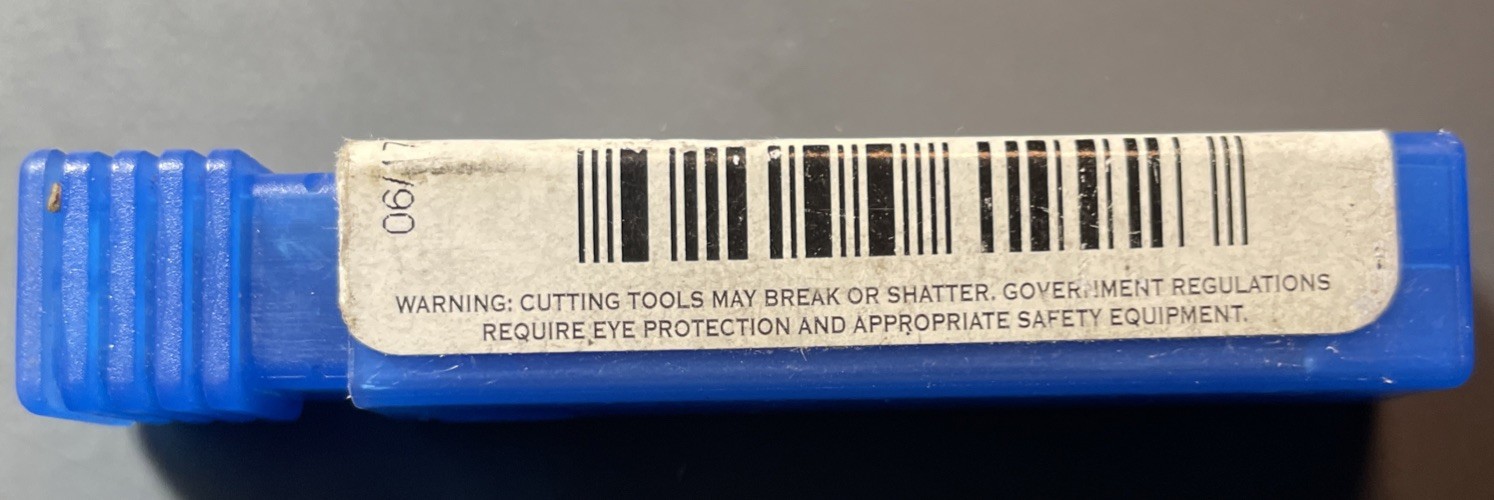 06/17
WARNING: CUTTING TOOLS MAY BREAK OR SHATTER. GOVERNMENT REGULATIONS
REQUIRE EYE PROTECTION AND APPROPRIATE SAFETY EQUIPMENT.